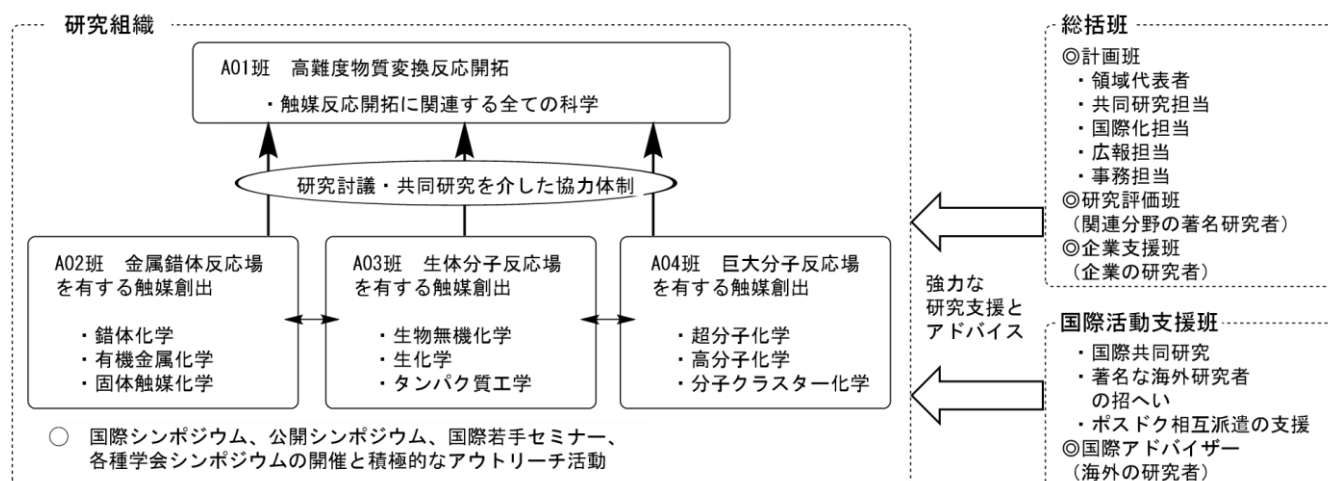 研究組織
A01班　高難度物質変換反応開拓
・触媒反応開拓に関連する全ての科学
研究討議・共同研究を介した協力体制
A02班　金属錯体反応場
を有する触媒創出
・錯体化学
・有機金属化学
・固体触媒化学
A03班　生体分子反応場
を有する触媒創出
・生物無機化学
・生化学
・タンパク質工学
A04班　巨大分子反応場
を有する触媒創出
・超分子化学
・高分子化学
・分子クラスター化学
○　国際シンポジウム、公開シンポジウム、国際若手セミナー、
各種学会シンポジウムの開催と積極的なアウトリーチ活動
強力な
研究支援と
アドバイス
総括班
◎計画班
・領域代表者
・共同研究担当
・国際化担当
・広報担当
・事務担当
◎研究評価班
（関連分野の著名研究者）
◎企業支援班
（企業の研究者）
国際活動支援班
・国際共同研究
・著名な海外研究者
の招へい
・ポスドク相互派遣の支援
◎国際アドバイザー
（海外の研究者）